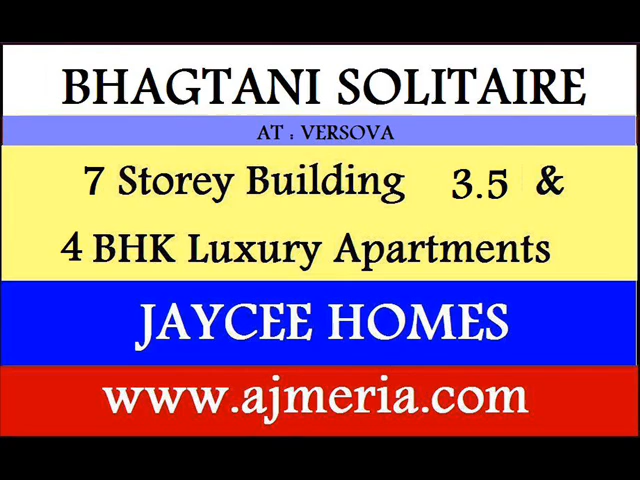 BHAGTANI SOLITAIRE
AT : VERSOVA
7 Storey Building 3.5 &
4 BHK Luxury Apartments
JAYCEE HOMES
www.ajmeria.com